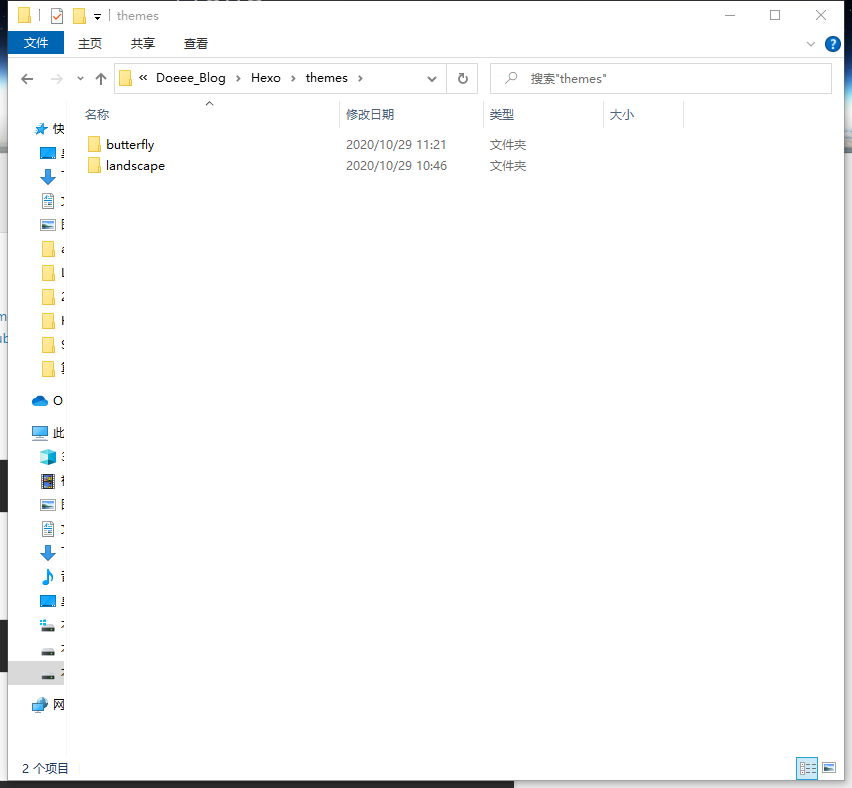 themes
文件 主页 共享 查看
« Doeee_Blog › Hexo › themes › 搜索"themes"
名称 修改日期 类型 大小
butterfly 2020/10/29 11:21 文件夹
landscape 2020/10/29 10:46 文件夹
快
O
此
网
2 个项目